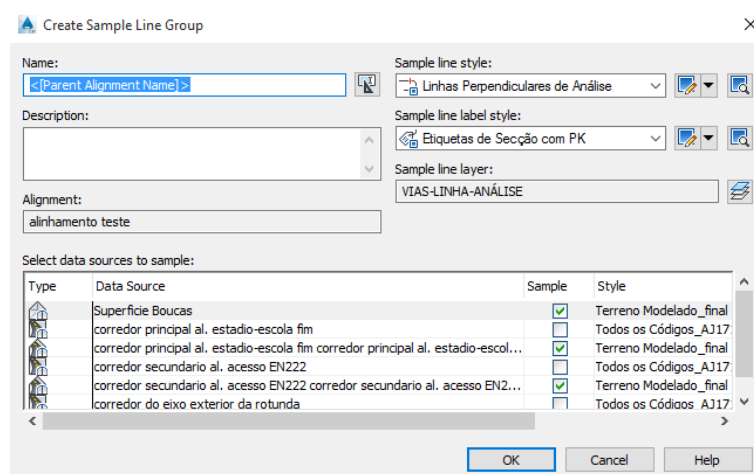 Create Sample Line Group
Name:
<[Parent Alignment Name]>
Description:
Alignment:
alinhamento teste
Sample line style:
Linhas Perpendiculares de Análise
Sample line label style:
Etiquetas de Secção com PK
Sample line layer:
VIAS-LINHA-ANÁLISE
Select data sources to sample:
Type Data Source Sample Style
Superficie Boucas Terreno Modelado_final
corredor principal al. estadio-escola fim Todos os Códigos_AJ17
corredor principal al. estadio-escola fim corredor principal al. estadio-escol... Terreno Modelado_final
corredor secundario al. acesso EN222 Todos os Códigos_AJ17
corredor secundario al. acesso EN222 corredor secundario al. acesso EN2... Terreno Modelado_final
corredor do eixo exterior da rotunda Todos os Códigos_AJ17
OK Cancel Help